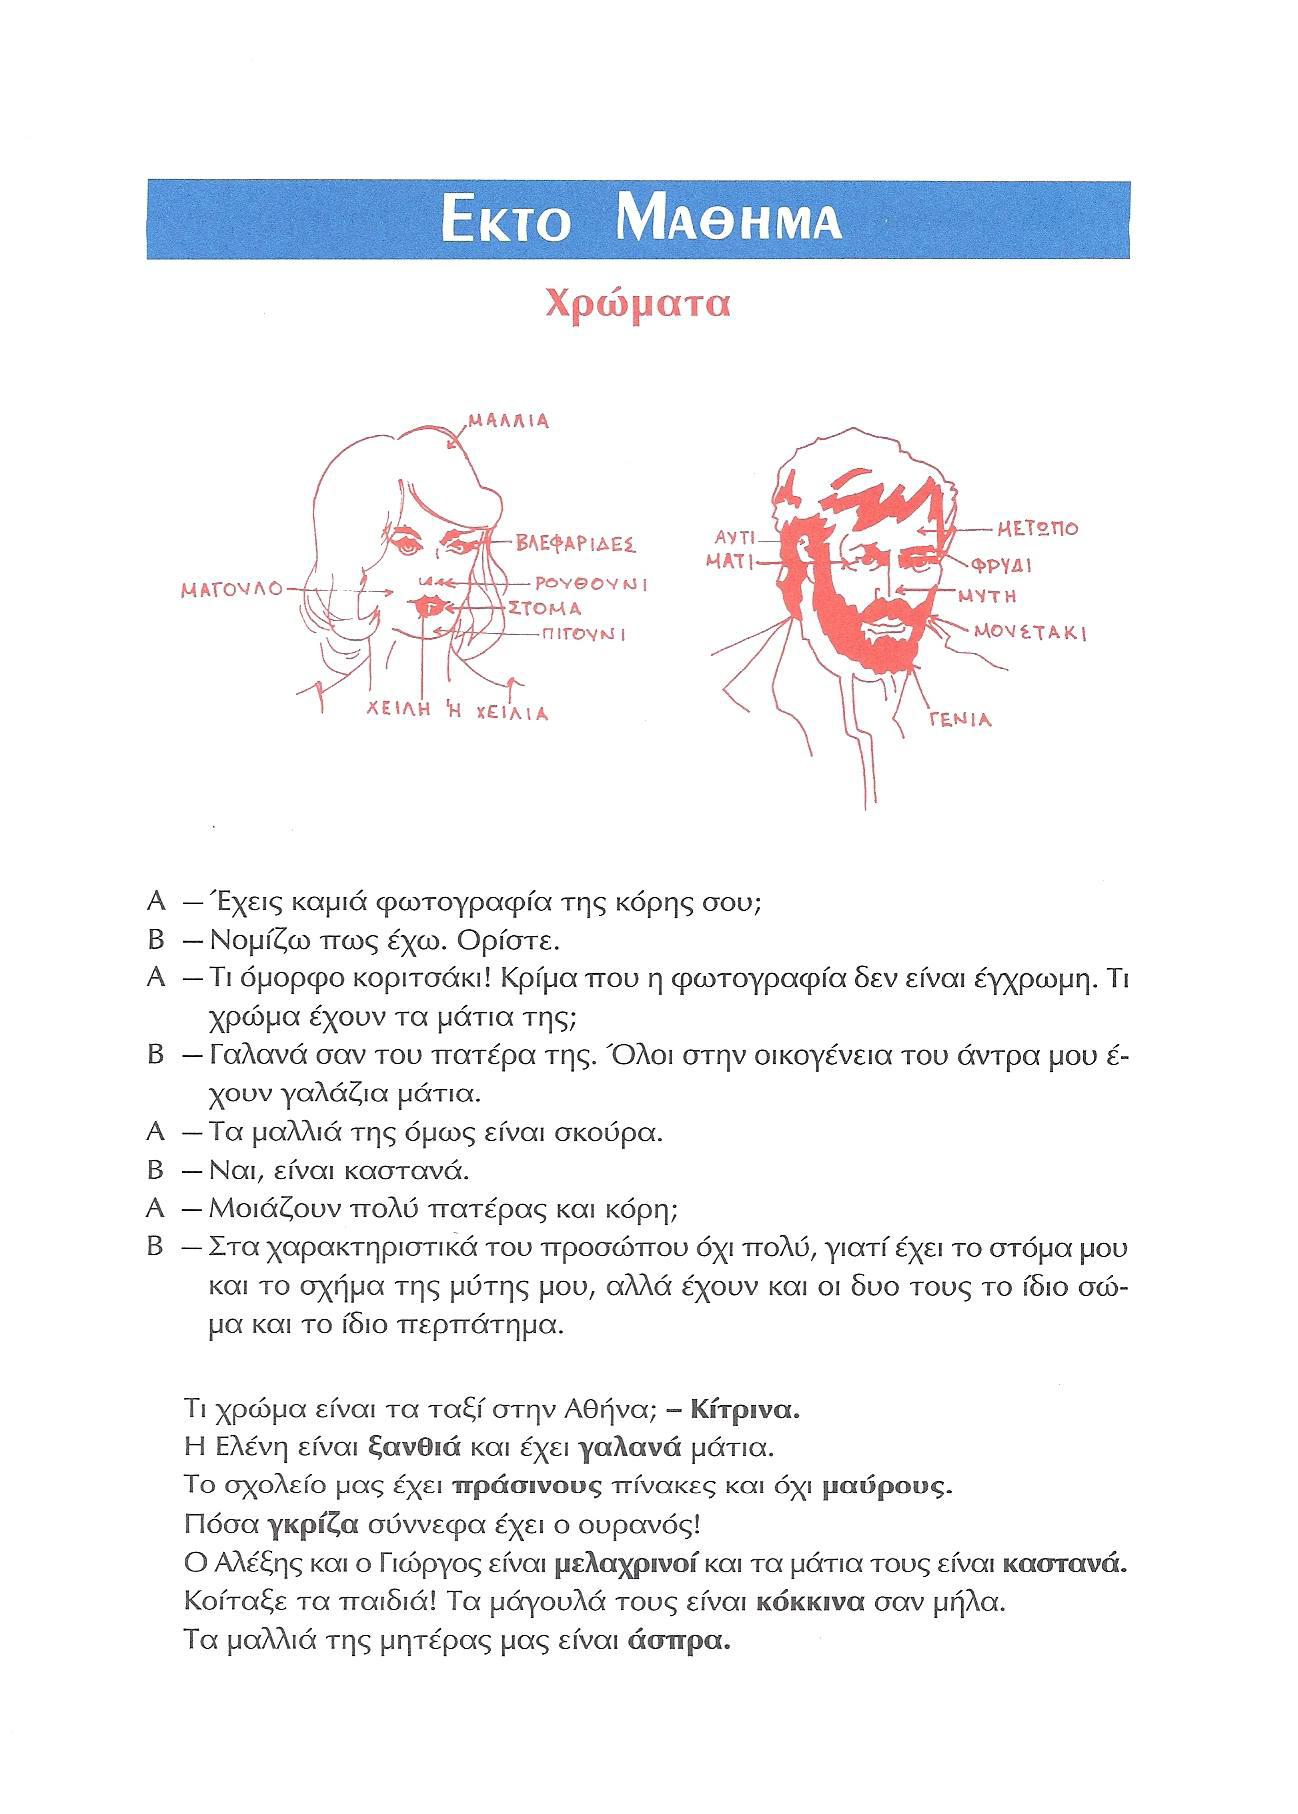 ΕΚΤΟ ΜΑΘΗΜΑ
Χρώματα
ΜΑΛΛΙΑ
ΒΛΕΦΑΡΙΔΕΣ
ΜΑΓΟΥΛΟ
ΡΟΥΘΟΥΝΙ
ΣΤΟΜΑ
ΠΙΓΟΥΝΙ
ΧΕΙΛΗ Ή ΧΕΙΛΙΑ
ΜΕΤΩΠΟ
ΑΥΤΙ
ΜΑΤΙ
ΦΡΥΔΙ
ΜΥΤΗ
ΜΟΥΣΤΑΚΙ
ΓΕΝΙΑ
Α – Έχεις καμιά φωτογραφία της κόρης σου;
Β – Νομίζω πως έχω. Ορίστε.
Α – Τι όμορφο κοριτσάκι! Κρίμα που η φωτογραφία δεν είναι έγχρωμη. Τι
χρώμα έχουν τα μάτια της;
Β – Γαλανά σαν του πατέρα της. Όλοι στην οικογένεια του άντρα μου έ-
χουν γαλάζια μάτια.
Α – Τα μαλλιά της όμως είναι σκούρα.
Β – Ναι, είναι καστανά.
Α – Μοιάζουν πολύ πατέρας και κόρη;
Β – Στα χαρακτηριστικά του προσώπου όχι πολύ, γιατί έχει το στόμα μου
και το σχήμα της μύτης μου, αλλά έχουν και οι δυο τους το ίδιο σώ-
μα και το ίδιο περπάτημα.
Τι χρώμα είναι τα ταξί στην Αθήνα; – Κίτρινα.
Η Ελένη είναι ξανθιά και έχει γαλανά μάτια.
Το σχολείο μας έχει πράσινους πίνακες και όχι μαύρους.
Πόσα γκρίζα σύννεφα έχει ο ουρανός!
Ο Αλέξης και ο Γιώργος είναι μελαχρινοί και τα μάτια τους είναι καστανά.
Κοίταξε τα παιδιά! Τα μάγουλά τους είναι κόκκινα σαν μήλα.
Τα μαλλιά της μητέρας μας είναι άσπρα.